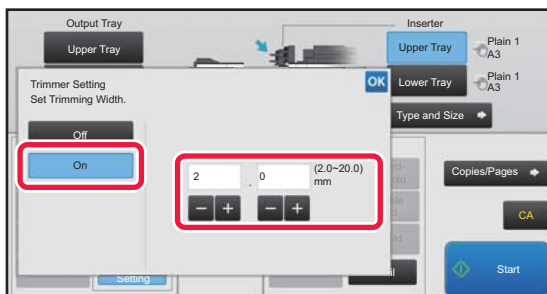 Output Tray
Inserter
Upper Tray
Upper Tray
Plain 1
A3
Trimmer Setting
Set Trimming Width.
OK
Lower Tray
Plain 1
A3
Type and Size
Off
On
2 . 0 (2.0~20.0)
mm
Copies/Pages
CA
Setting
Start